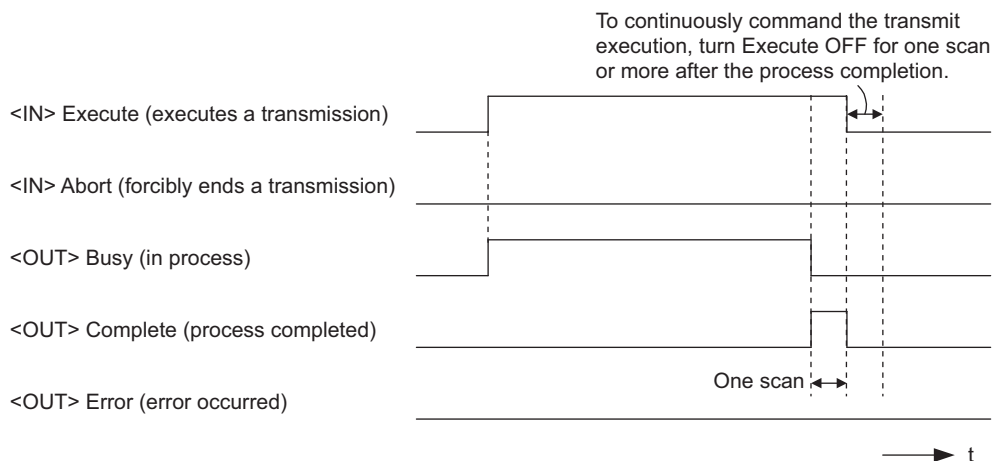 To continuously command the transmit
execution, turn Execute OFF for one scan
or more after the process completion.
<IN> Execute (executes a transmission)
<IN> Abort (forcibly ends a transmission)
<OUT> Busy (in process)
<OUT> Complete (process completed)
One scan
<OUT> Error (error occurred)
t